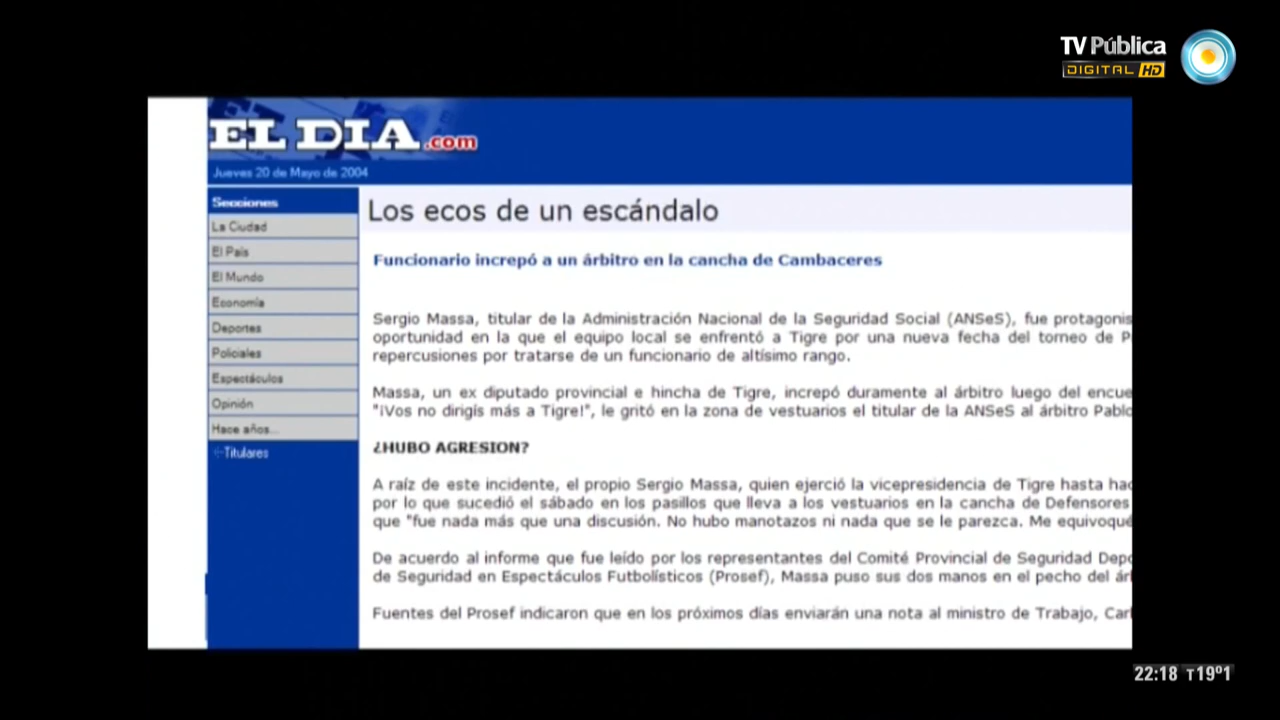 TV Pública
DIGITAL HD
EL DIA.com
Jueves 20 de Mayo de 2004
Secciones
La Ciudad
El País
El Mundo
Economía
Deportes
Policiales
Espectáculos
Opinión
Hace años...
Titulares
Los ecos de un escándalo
Funcionario increpó a un árbitro en la cancha de Cambaceres
Sergio Massa, titular de la Administración Nacional de la Seguridad Social (ANSeS), fue protagonis
oportunidad en la que el equipo local se enfrentó a Tigre por una nueva fecha del torneo de P
repercusiones por tratarse de un funcionario de altísimo rango.
Massa, un ex diputado provincial e hincha de Tigre, increpó duramente al árbitro luego del encue
"¡Vos no dirigís más a Tigre!", le gritó en la zona de vestuarios el titular de la ANSeS al árbitro Pablo
¿HUBO AGRESION?
A raíz de este incidente, el propio Sergio Massa, quien ejerció la vicepresidencia de Tigre hasta hac
por lo que sucedió el sábado en los pasillos que lleva a los vestuarios en la cancha de Defensores
que "fue nada más que una discusión. No hubo manotazos ni nada que se le parezca. Me equivoqué
De acuerdo al informe que fue leído por los representantes del Comité Provincial de Seguridad Depo
de Seguridad en Espectáculos Futbolísticos (Prosef), Massa puso sus dos manos en el pecho del ár
Fuentes del Prosef indicaron que en los próximos días enviarán una nota al ministro de Trabajo, Carl
22:18 T19º1